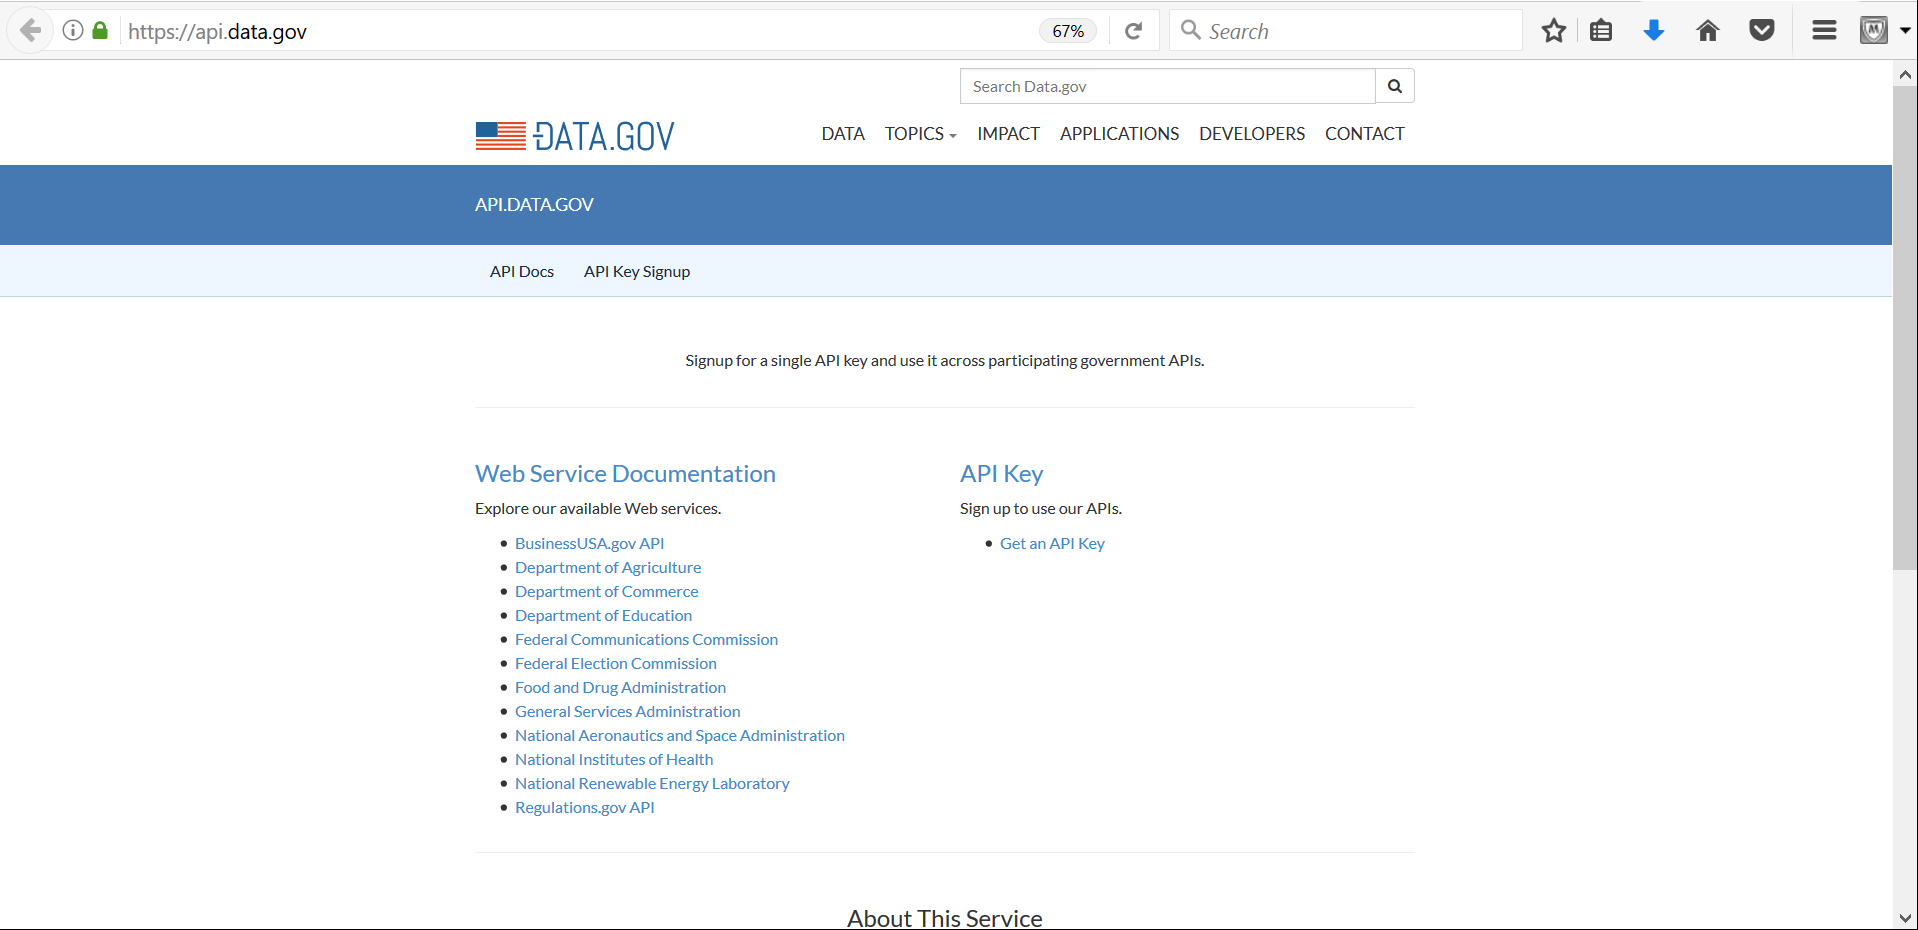 https://api.data.gov
67%
Search
Search Data.gov
DATA.GOV
DATA TOPICS IMPACT APPLICATIONS DEVELOPERS CONTACT
API.DATA.GOV
API Docs API Key Signup
Signup for a single API key and use it across participating government APIs.
Web Service Documentation
Explore our available Web services.
BusinessUSA.gov API
Department of Agriculture
Department of Commerce
Department of Education
Federal Communications Commission
Federal Election Commission
Food and Drug Administration
General Services Administration
National Aeronautics and Space Administration
National Institutes of Health
National Renewable Energy Laboratory
Regulations.gov API
API Key
Sign up to use our APIs.
Get an API Key
About This Service